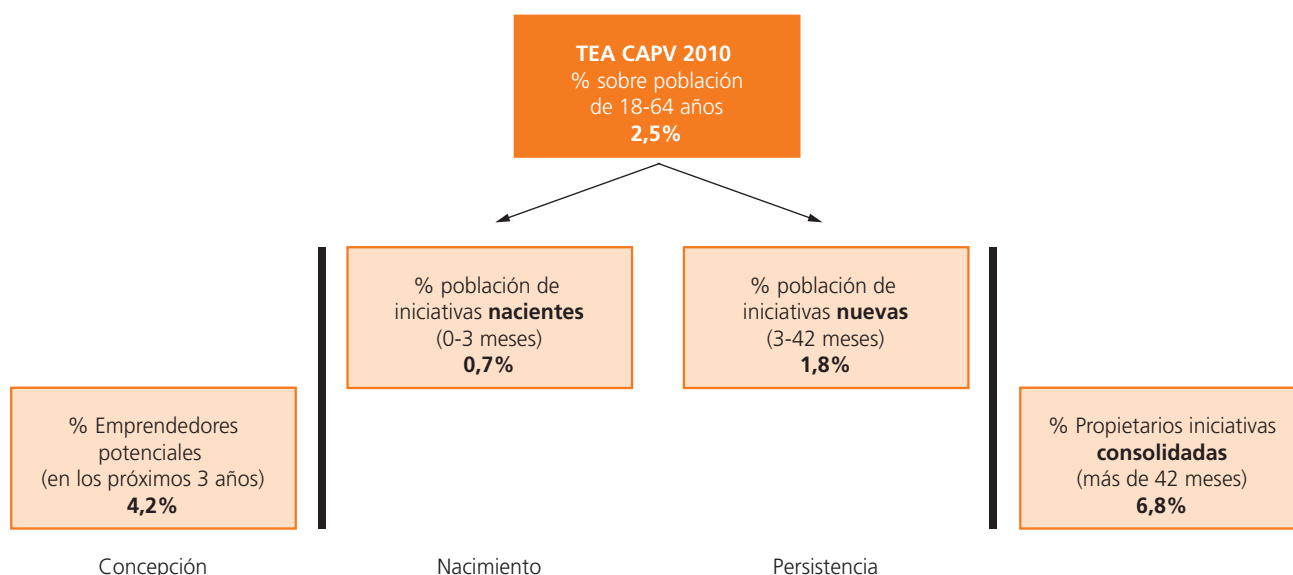 TEA CAPV 2010
% sobre población
de 18-64 años
2,5%
% población de
iniciativas nacientes
(0-3 meses)
0,7%
% población de
iniciativas nuevas
(3-42 meses)
1,8%
% Emprendedores
potenciales
(en los próximos 3 años)
4,2%
% Propietarios iniciativas
consolidadas
(más de 42 meses)
6,8%
Concepción
Nacimiento
Persistencia